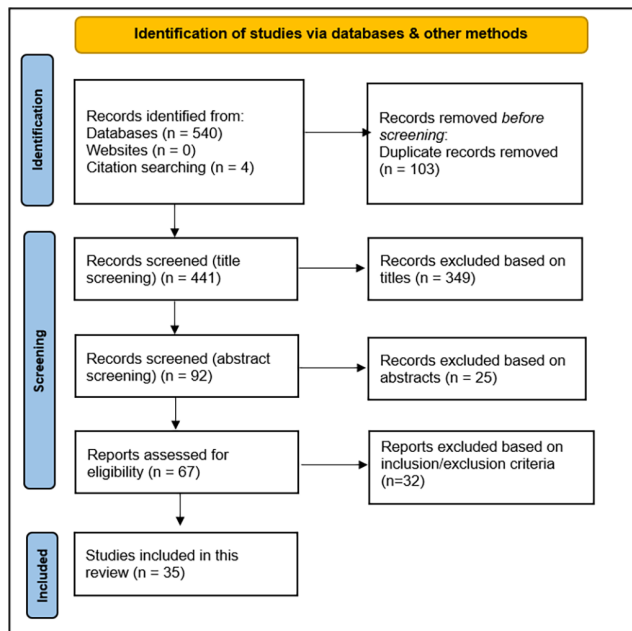 Identification of studies via databases & other methods
Identification
Records identified from:
Databases (n = 540)
Websites (n = 0)
Citation searching (n = 4)
Records removed before
screening:
Duplicate records removed
(n = 103)
Screening
Records screened (title
screening) (n = 441)
Records excluded based on
titles (n = 349)
Records screened (abstract
screening) (n = 92)
Records excluded based on
abstracts (n = 25)
Reports assessed for
eligibility (n = 67)
Reports excluded based on
inclusion/exclusion criteria
(n=32)
Included
Studies included in this
review (n = 35)